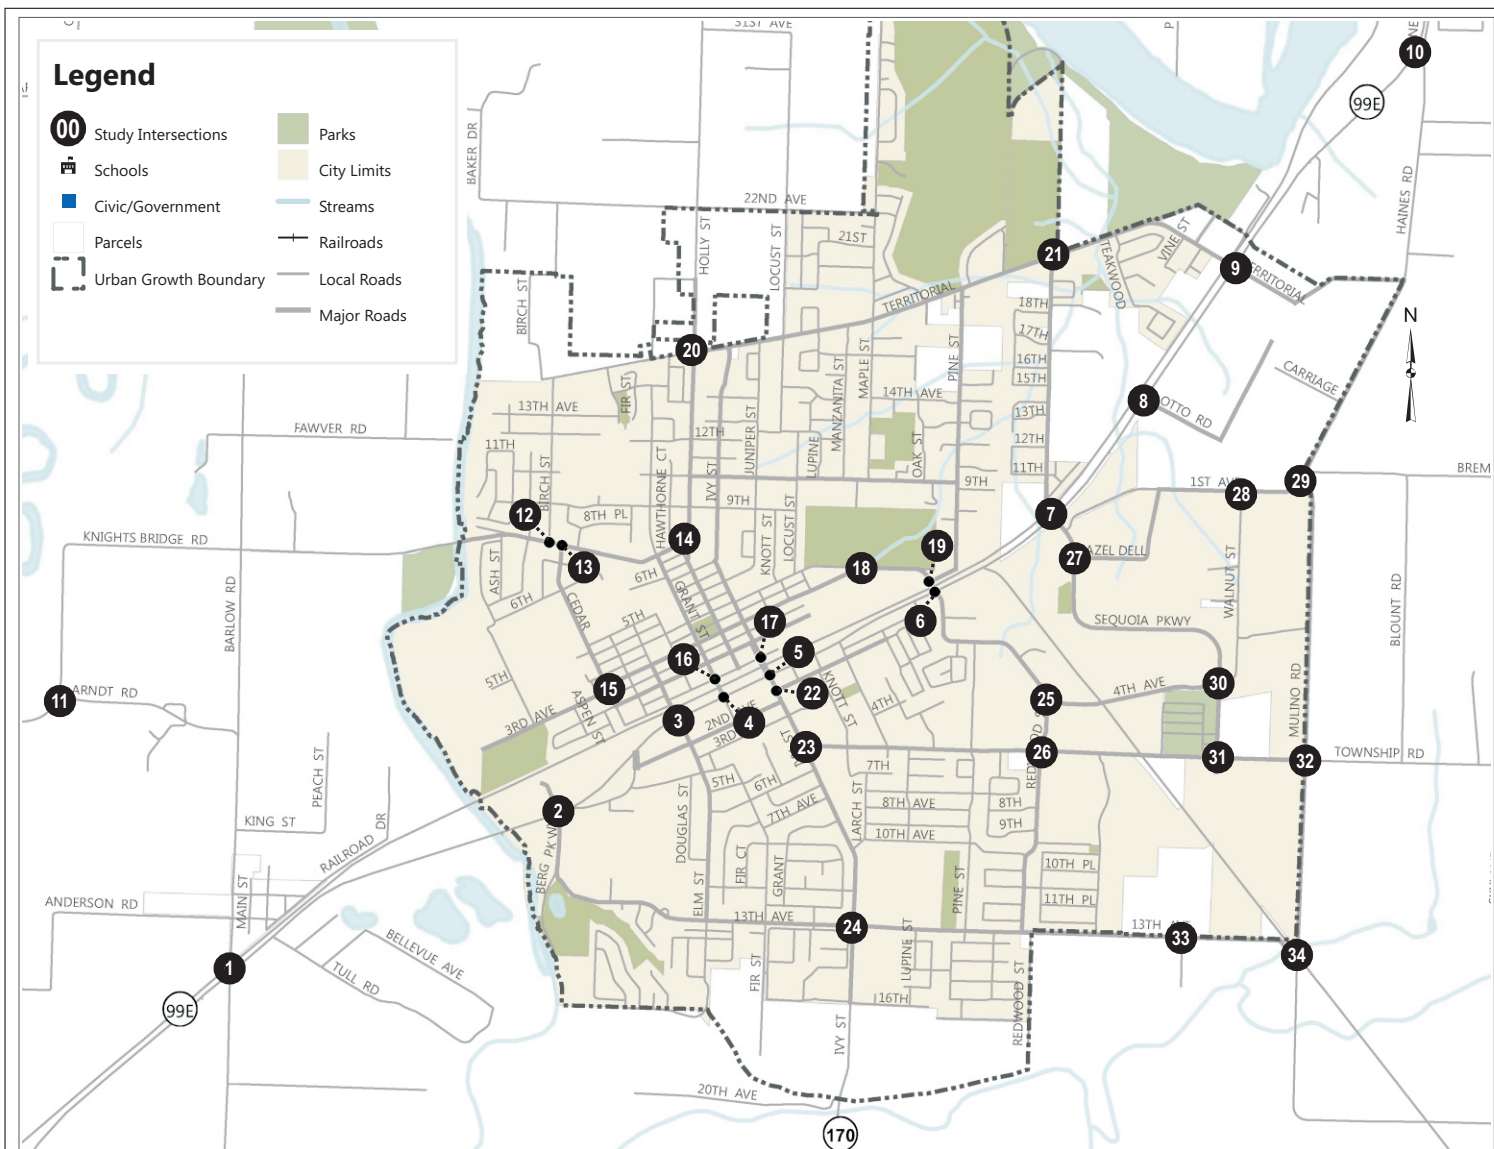 Legend
00 Study Intersections
Schools
Civic/Government
Parcels
Urban Growth Boundary
Parks
City Limits
Streams
Railroads
Local Roads
Major Roads
31ST AVE
10
99E
BAKER DR
HAINES RD
22ND AVE
HOLLY ST
LOCUST ST
21ST
21
TEAKWOOD
VINE ST
9
TERRITORIAL
BIRCH ST
TERRITORIAL
18TH
17TH
N
20
16TH
15TH
PINE ST
MAPLE ST
MANZANITA ST
14TH AVE
CARRIAGE
8
OTTO RD
FIR ST
13TH AVE
13TH
FAWVER RD
12TH
JUNIPER ST
LUPINE
OAK ST
12TH
11TH
11TH
HAWTHORNE CT
IVY ST
9TH
9TH
1ST AVE
28
29
BREM
BIRCH ST
8TH PL
KNOTT ST
LOCUST ST
12
14
7
KNIGHTS BRIDGE RD
13
18
19
27
HAZEL DELL
ASH ST
6TH
6TH
GRANT ST
WALNUT ST
BLOUNT RD
BARLOW RD
CEDAR
5TH
17
6
SEQUOIA PKWY
16
5
5TH
15
22
KNOTT ST
4TH
30
4TH AVE
11
ARNDT RD
ASPEN ST
3RD AVE
3
2ND AVE
4
25
MULINO RD
3RD
23
26
31
32
TOWNSHIP RD
PEACH ST
5TH
6TH
7TH
7TH AVE
8TH AVE
8TH
9TH
10TH AVE
LARCH ST
2
KING ST
RAILROAD DR
DOUGLAS ST
BERG PKWY
FIR CT
GRANT
10TH PL
11TH PL
MAIN ST
ANDERSON RD
ELM ST
13TH AVE
PINE ST
24
13TH AVE
33
34
BELLEVUE AVE
TULL RD
1
FIR ST
LUPINE ST
REDWOOD ST
16TH
99E
IVY ST
20TH AVE
170